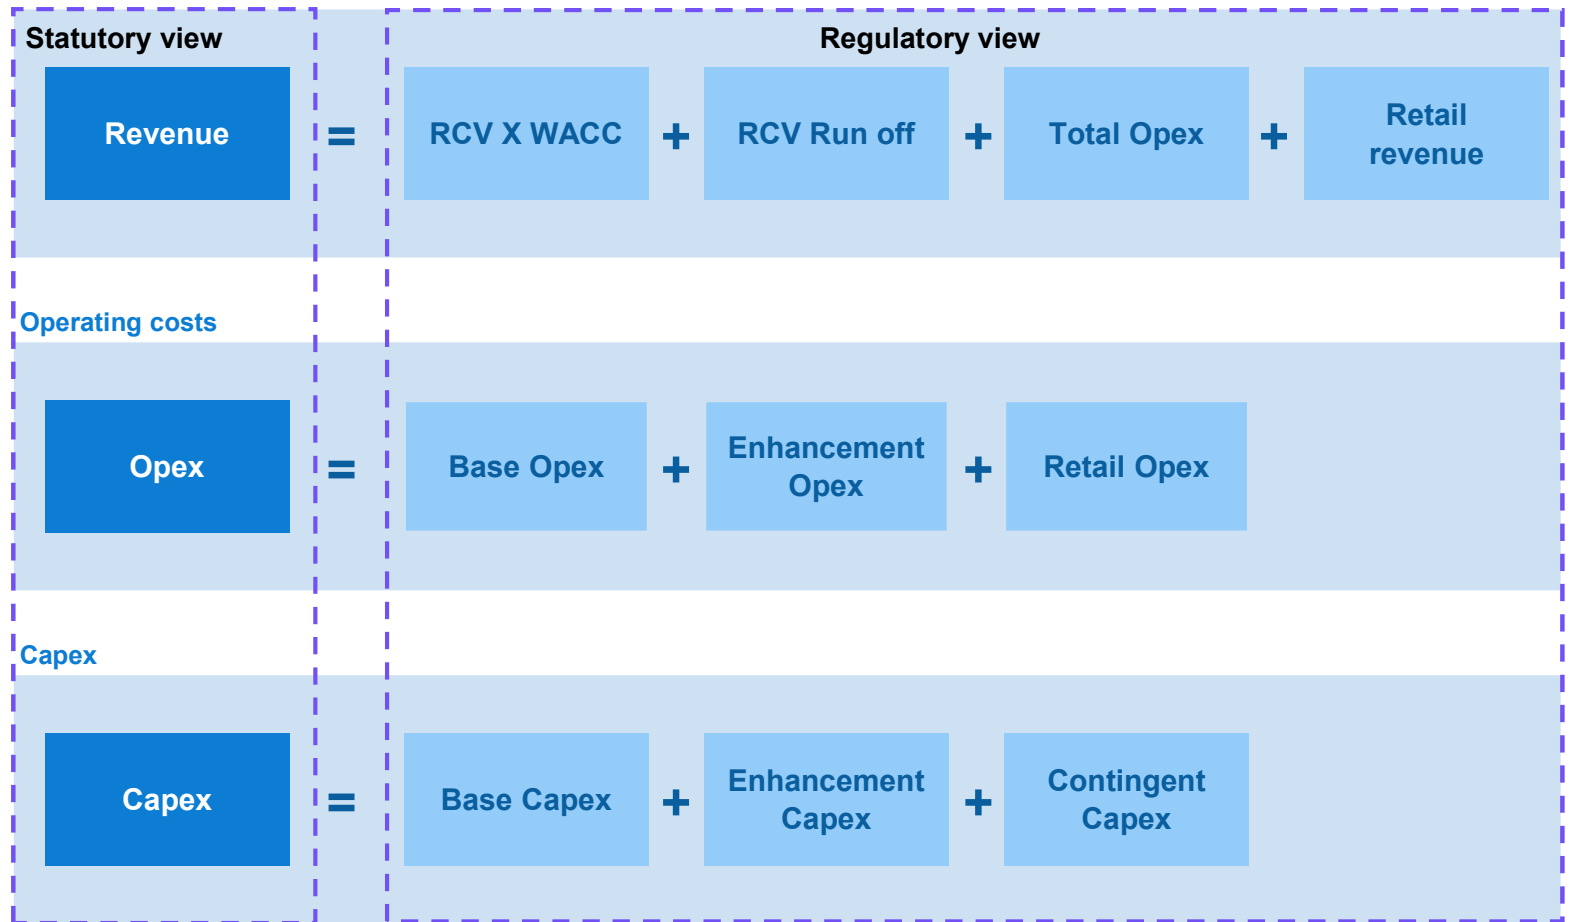 Statutory view
Regulatory view
Revenue = RCV X WACC + RCV Run off + Total Opex + Retail
revenue
Operating costs
Opex = Base Opex + Enhancement
Opex + Retail Opex
Capex
Capex = Base Capex + Enhancement
Capex + Contingent
Capex